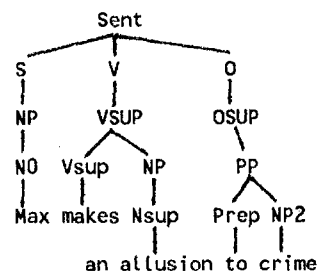 Sent
S V O
NP VSUP OSUP
N0 Vsup NP PP
Max makes Nsup Prep NP2
an allusion to crime